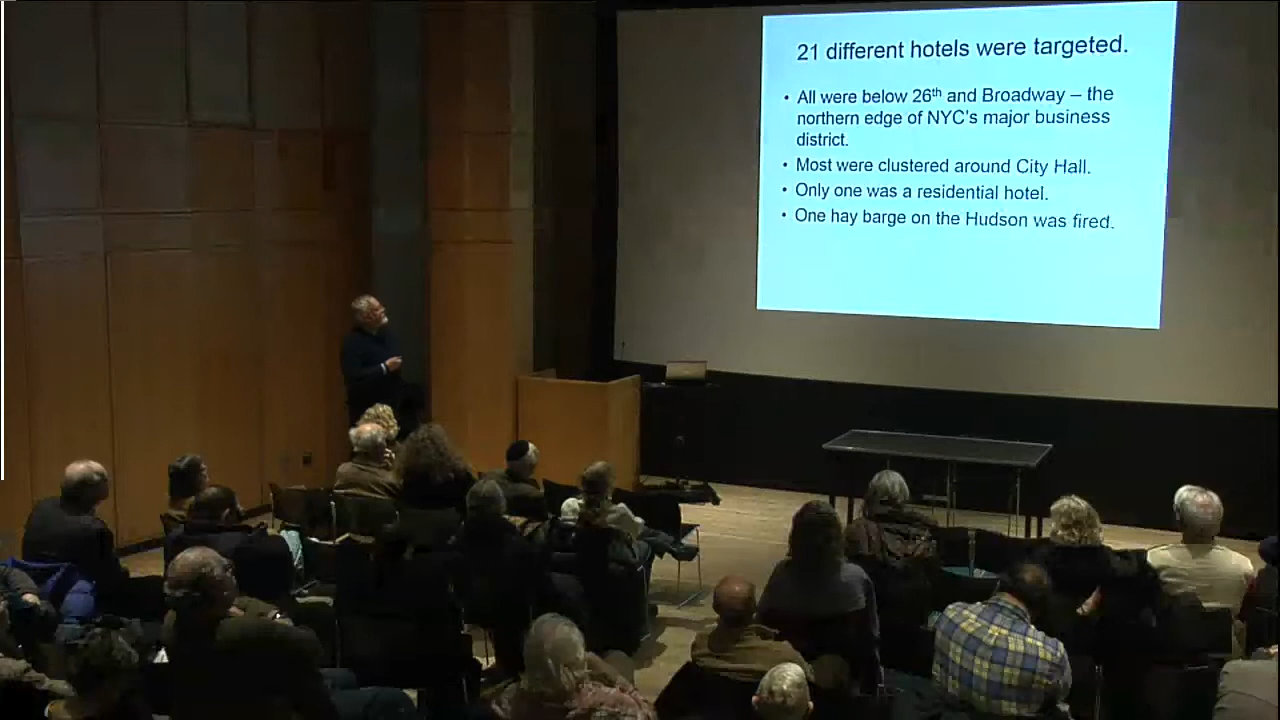 21 different hotels were targeted.
• All were below 26th and Broadway – the
northern edge of NYC's major business
district.
• Most were clustered around City Hall.
• Only one was a residential hotel.
• One hay barge on the Hudson was fired.